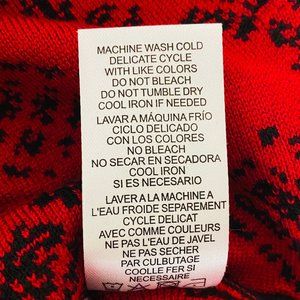 MACHINE WASH COLD
DELICATE CYCLE
WITH LIKE COLORS
DO NOT BLEACH
DO NOT TUMBLE DRY
COOL IRON IF NEEDED
LAVAR A MÁQUINA FRÍO
CICLO DELICADO
CON LOS COLORES
NO BLEACH
NO SECAR EN SECADORA
COOL IRON
SI ES NECESARIO
LAVER A LA MACHINE A
L'EAU FROIDE SEPAREMENT
CYCLE DELICAT
AVEC COMME COULEURS
NE PAS L'EAU DE JAVEL
NE PAS SECHER
PAR CULBUTAGE
COOLLE FER SI
NECESSAIRE